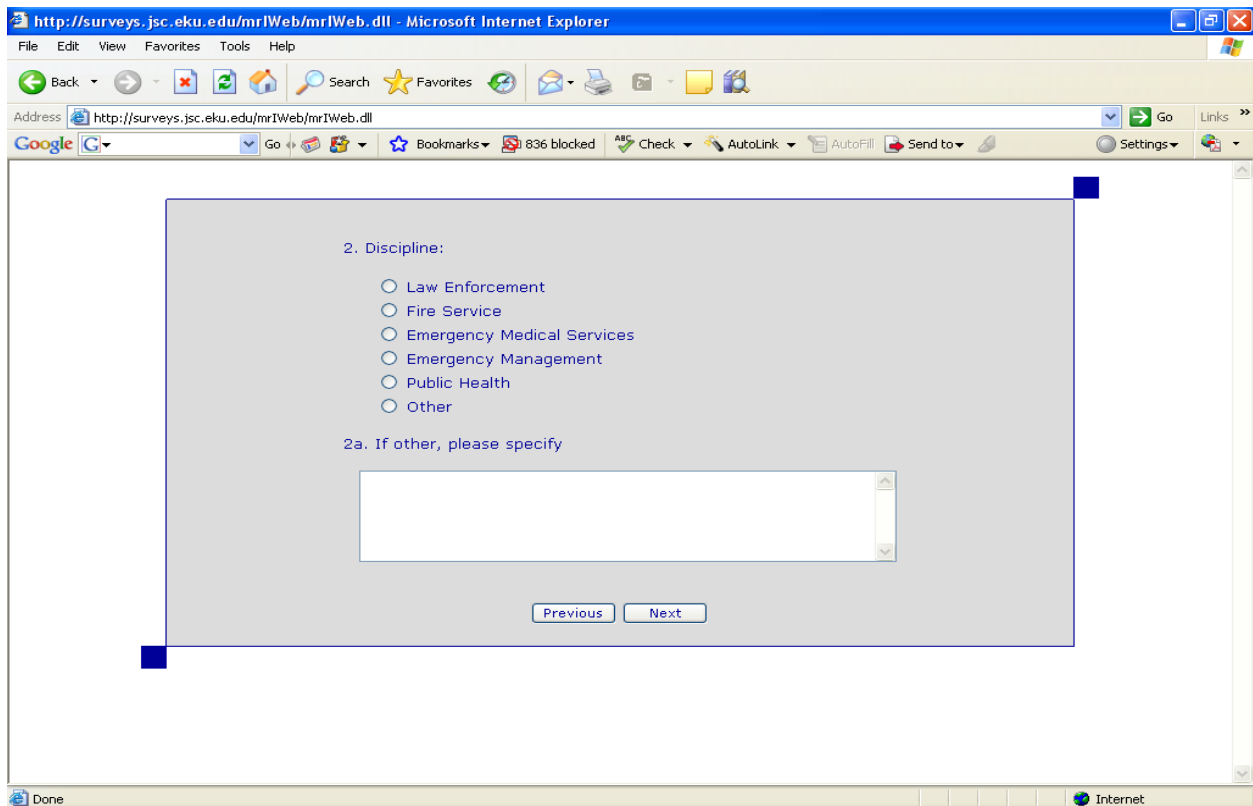 http://surveys.jsc.eku.edu/mrIWeb/mrIWeb.dll - Microsoft Internet Explorer
File Edit View Favorites Tools Help
Back Search Favorites
Address http://surveys.jsc.eku.edu/mrIWeb/mrIWeb.dll Go Links »
Google G Go Bookmarks 836 blocked ABC Check AutoLink AutoFill Send to Settings
2. Discipline:
Law Enforcement
Fire Service
Emergency Medical Services
Emergency Management
Public Health
Other
2a. If other, please specify
Previous Next
Done Internet